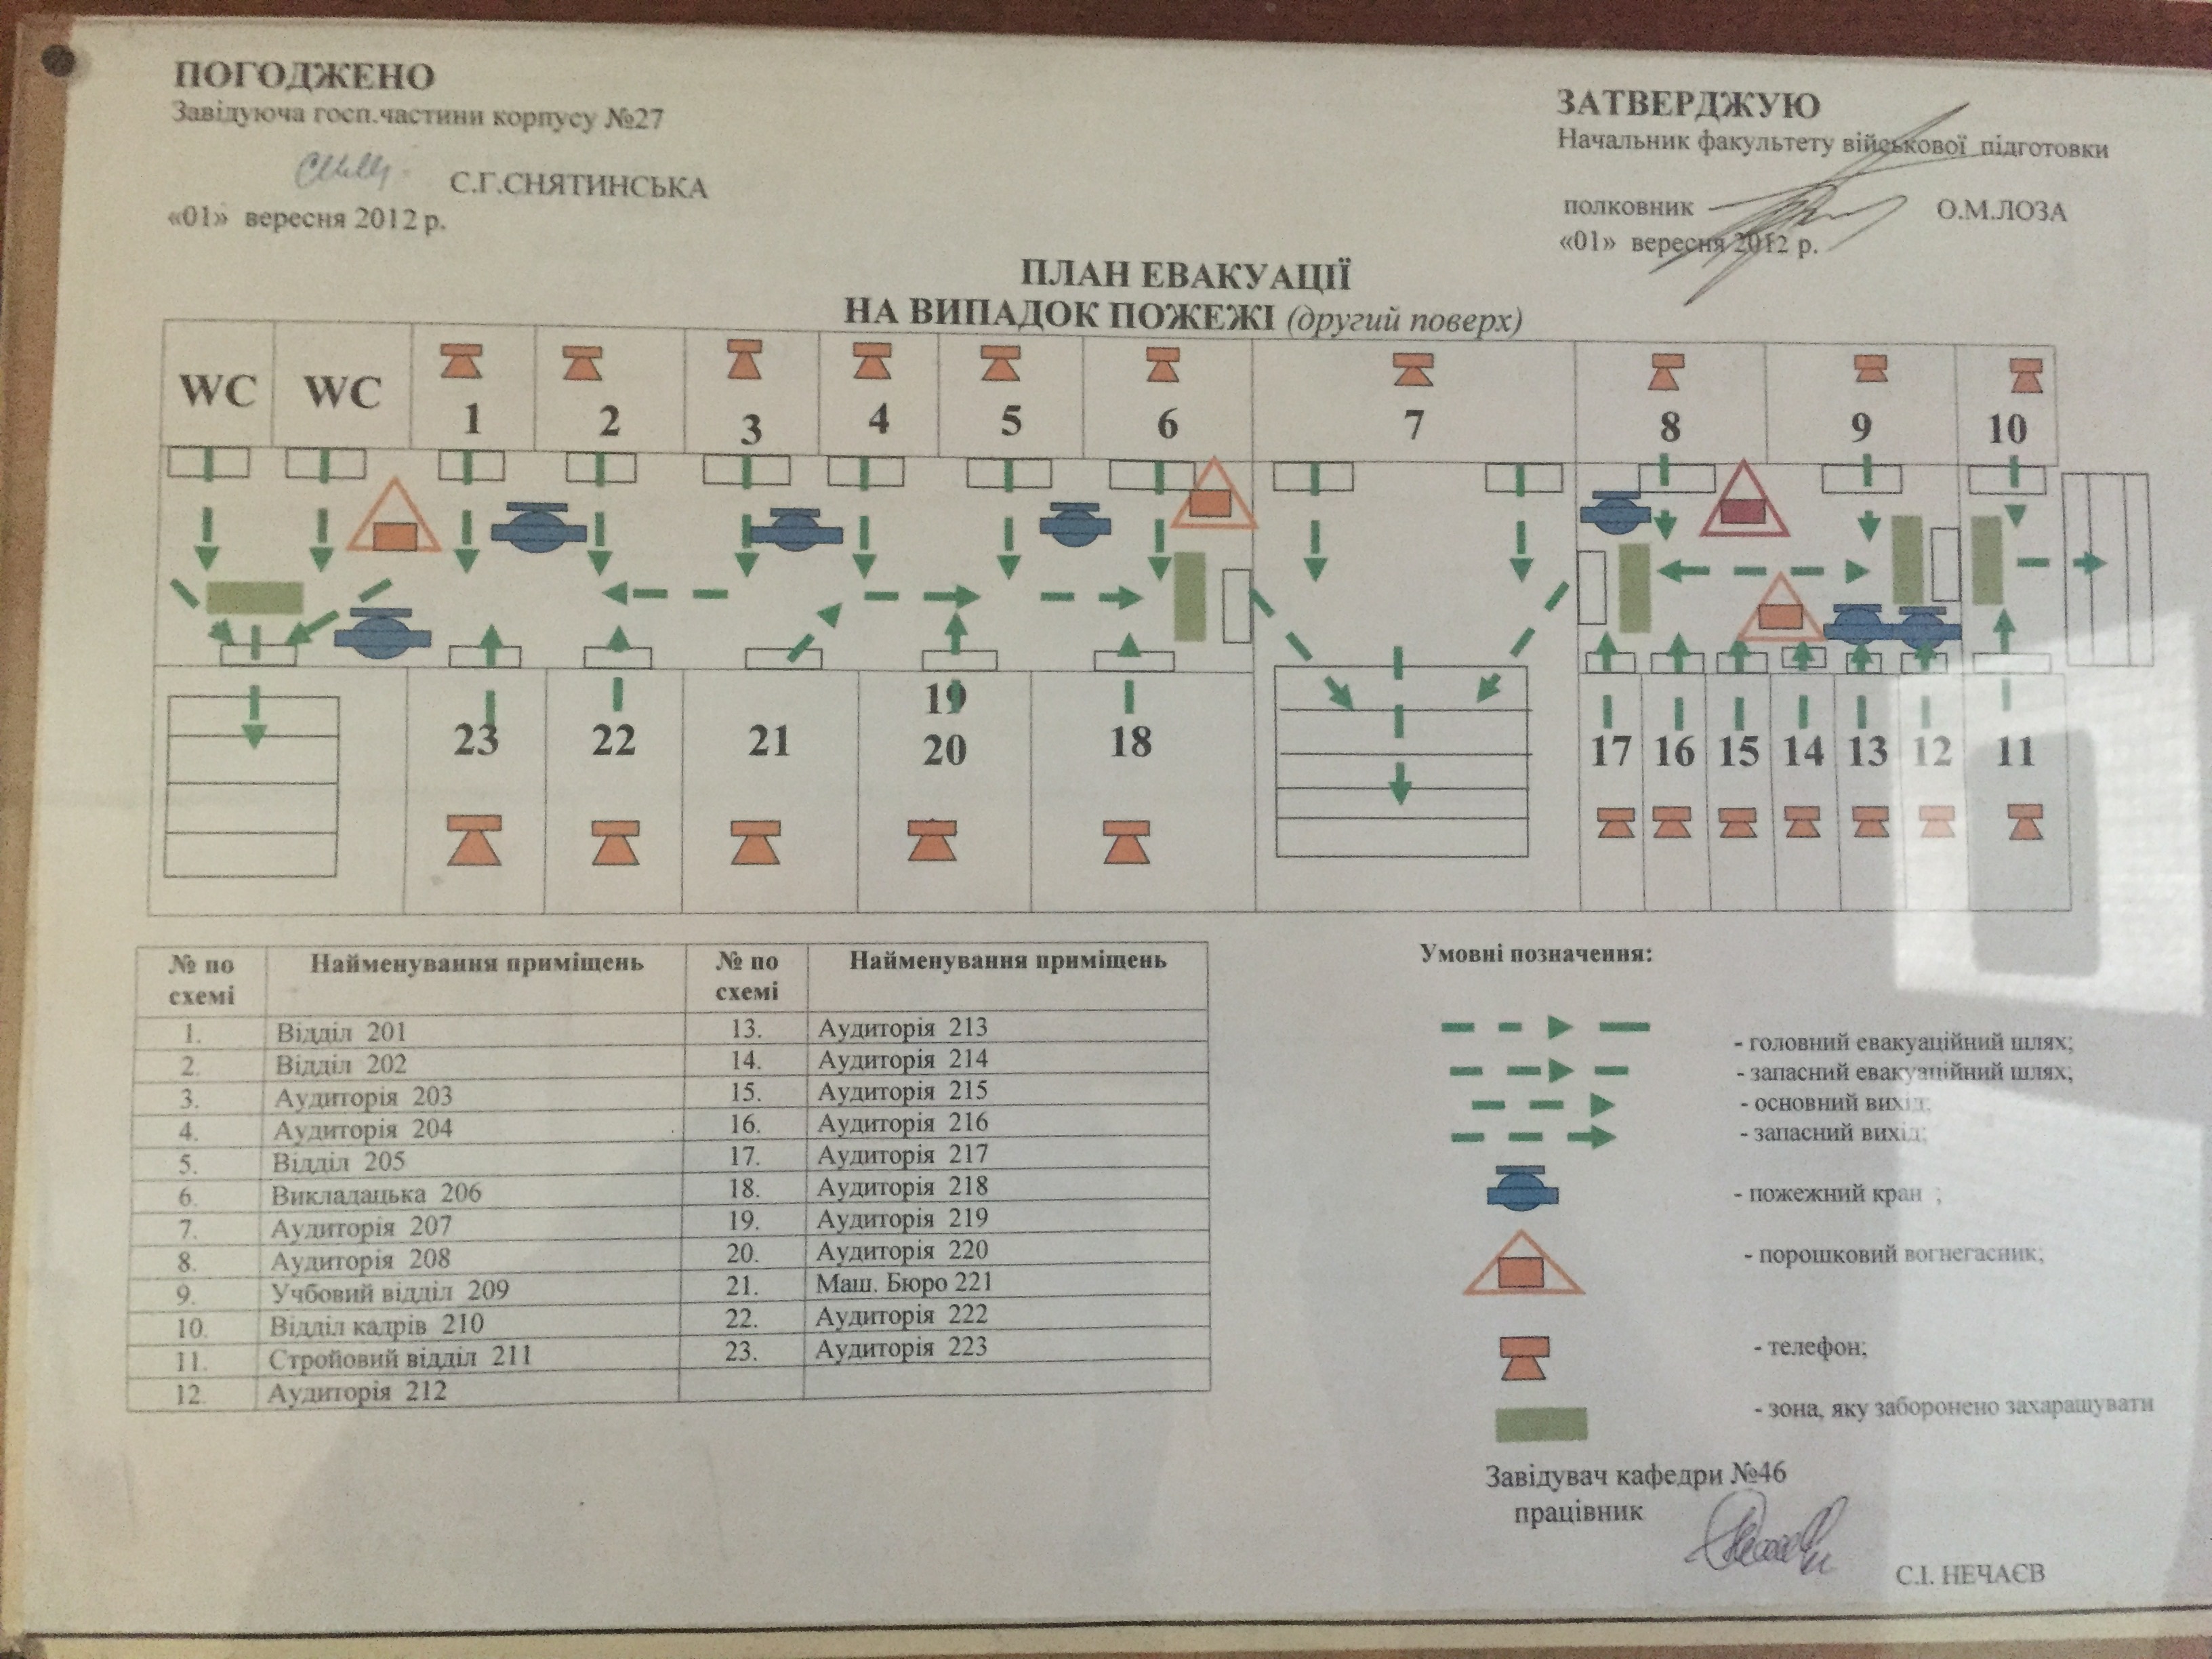 ПОГОДЖЕНО
Завідуюча госп.частини корпусу №27
С.Г.СНЯТИНСЬКА
«01» вересня 2012 р.
ЗАТВЕРДЖУЮ
Начальник факультету військової підготовки
полковник О.М.ЛОЗА
«01» вересня 2012 р.
ПЛАН ЕВАКУАЦІЇ
НА ВИПАДОК ПОЖЕЖІ (другий поверх)
WC WC 1 2 3 4 5 6 7 8 9 10
19
23 22 21 20 18 17 16 15 14 13 12 11
№ по схемі Найменування приміщень № по схемі Найменування приміщень
1. Відділ 201 13. Аудиторія 213
2. Відділ 202 14. Аудиторія 214
3. Аудиторія 203 15. Аудиторія 215
4. Аудиторія 204 16. Аудиторія 216
5. Відділ 205 17. Аудиторія 217
6. Викладацька 206 18. Аудиторія 218
7. Аудиторія 207 19. Аудиторія 219
8. Аудиторія 208 20. Аудиторія 220
9. Учбовий відділ 209 21. Маш. Бюро 221
10. Відділ кадрів 210 22. Аудиторія 222
11. Стройовий відділ 211 23. Аудиторія 223
12. Аудиторія 212
Умовні позначення:
- головний евакуаційний шлях;
- запасний евакуаційний шлях;
- основний вихід;
- запасний вихід;
- пожежний кран ;
- порошковий вогнегасник;
- телефон;
- зона, яку заборонено захаращувати
Завідувач кафедри №46
працівник
С.І. НЕЧАЄВ